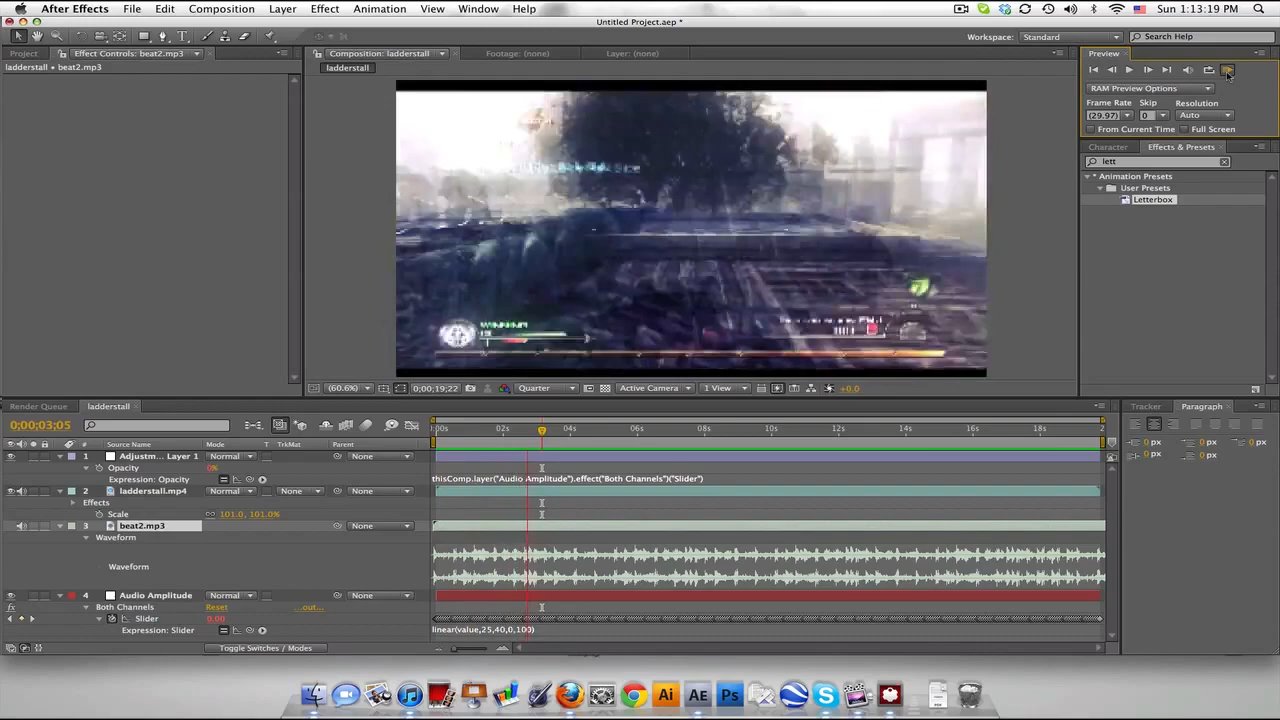 After Effects File Edit Composition Layer Effect Animation View Window Help Sun 1:13:19 PM
Untitled Project.aep *
Workspace: Standard Search Help
Project Effect Controls: beat2.mp3 Composition: ladderstall Footage: (none) Layer: (none) Preview
ladderstall • beat2.mp3 ladderstall
RAM Preview Options
Frame Rate Skip Resolution
(29.97) 0 Auto
From Current Time Full Screen
Character Effects & Presets
lett
* Animation Presets
User Presets
Letterbox
(60.6%) 0;00;19;22 Quarter Active Camera 1 View +0.0
Render Queue ladderstall Tracker Paragraph
0;00;03;05 :00s 02s 04s 06s 08s 10s 12s 14s 16s 18s 2
# Source Name Mode T TrkMat Parent
1 Adjustm... Layer 1 Normal None
Opacity 0%
Expression: Opacity thisComp.layer("Audio Amplitude").effect("Both Channels")("Slider")
2 ladderstall.mp4 Normal None None
Effects
Scale 101.0, 101.0%
3 beat2.mp3 None
Waveform
Waveform
4 Audio Amplitude Normal None
Both Channels Reset ...out...
Slider 0.00
Expression: Slider linear(value,25,40,0,100)
Toggle Switches / Modes
0 px 0 px
0 px 0 px
0 px
Ai AE Ps